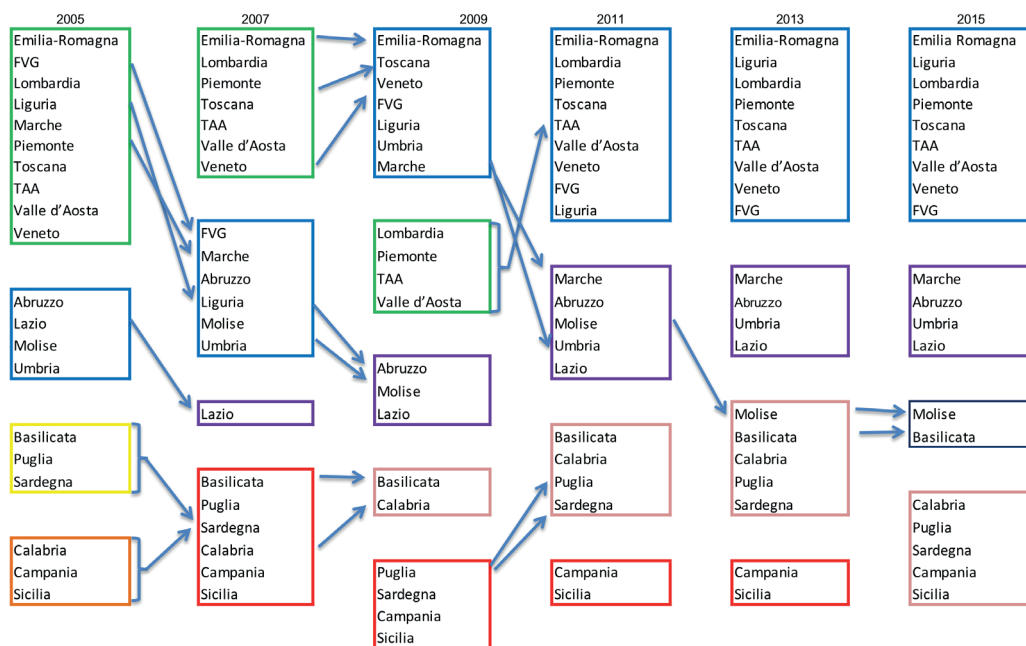 2005
Emilia-Romagna
FVG
Lombardia
Liguria
Marche
Piemonte
Toscana
TAA
Valle d’Aosta
Veneto
Abruzzo
Lazio
Molise
Umbria
Basilicata
Puglia
Sardegna
Calabria
Campania
Sicilia
2007
Emilia-Romagna
Lombardia
Piemonte
Toscana
TAA
Valle d’Aosta
Veneto
FVG
Marche
Abruzzo
Liguria
Molise
Umbria
Lazio
Basilicata
Puglia
Sardegna
Calabria
Campania
Sicilia
2009
Emilia-Romagna
Toscana
Veneto
FVG
Liguria
Umbria
Marche
Lombardia
Piemonte
TAA
Valle d’Aosta
Abruzzo
Molise
Lazio
Basilicata
Calabria
Puglia
Sardegna
Campania
Sicilia
2011
Emilia-Romagna
Lombardia
Piemonte
Toscana
TAA
Valle d’Aosta
Veneto
FVG
Liguria
Marche
Abruzzo
Molise
Umbria
Lazio
Basilicata
Calabria
Puglia
Sardegna
Campania
Sicilia
2013
Emilia-Romagna
Liguria
Lombardia
Piemonte
Toscana
TAA
Valle d’Aosta
Veneto
FVG
Marche
Abruzzo
Umbria
Lazio
Molise
Basilicata
Calabria
Puglia
Sardegna
Campania
Sicilia
2015
Emilia Romagna
Liguria
Lombardia
Piemonte
Toscana
TAA
Valle d’Aosta
Veneto
FVG
Marche
Abruzzo
Umbria
Lazio
Molise
Basilicata
Calabria
Puglia
Sardegna
Campania
Sicilia